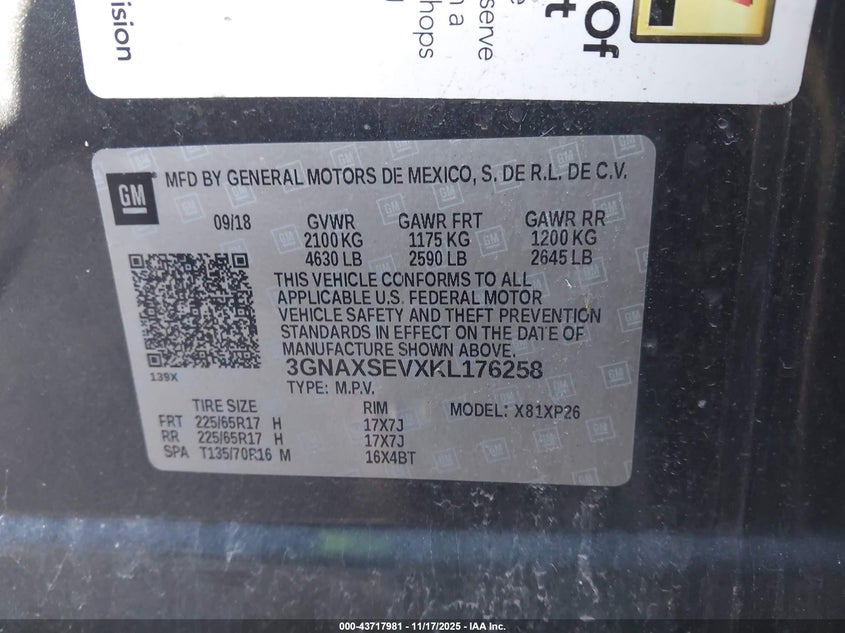 ision
hops
n a
serve
t
Of
GM
MFD BY GENERAL MOTORS DE MEXICO, S. DE R.L. DE C.V.
09/18 GVWR GAWR FRT GAWR RR
2100 KG 1175 KG 1200 KG
4630 LB 2590 LB 2645 LB
THIS VEHICLE CONFORMS TO ALL
APPLICABLE U.S. FEDERAL MOTOR
VEHICLE SAFETY AND THEFT PREVENTION
STANDARDS IN EFFECT ON THE DATE OF
MANUFACTURE SHOWN ABOVE.
139X
3GNAXSEVXKL176258
TYPE: M.P.V.
TIRE SIZE RIM MODEL: X81XP26
FRT 225/65R17 H 17X7J
RR 225/65R17 H 17X7J
SPA T135/70R16 M 16X4BT
000-43717981 - 11/17/2025 - IAA Inc.